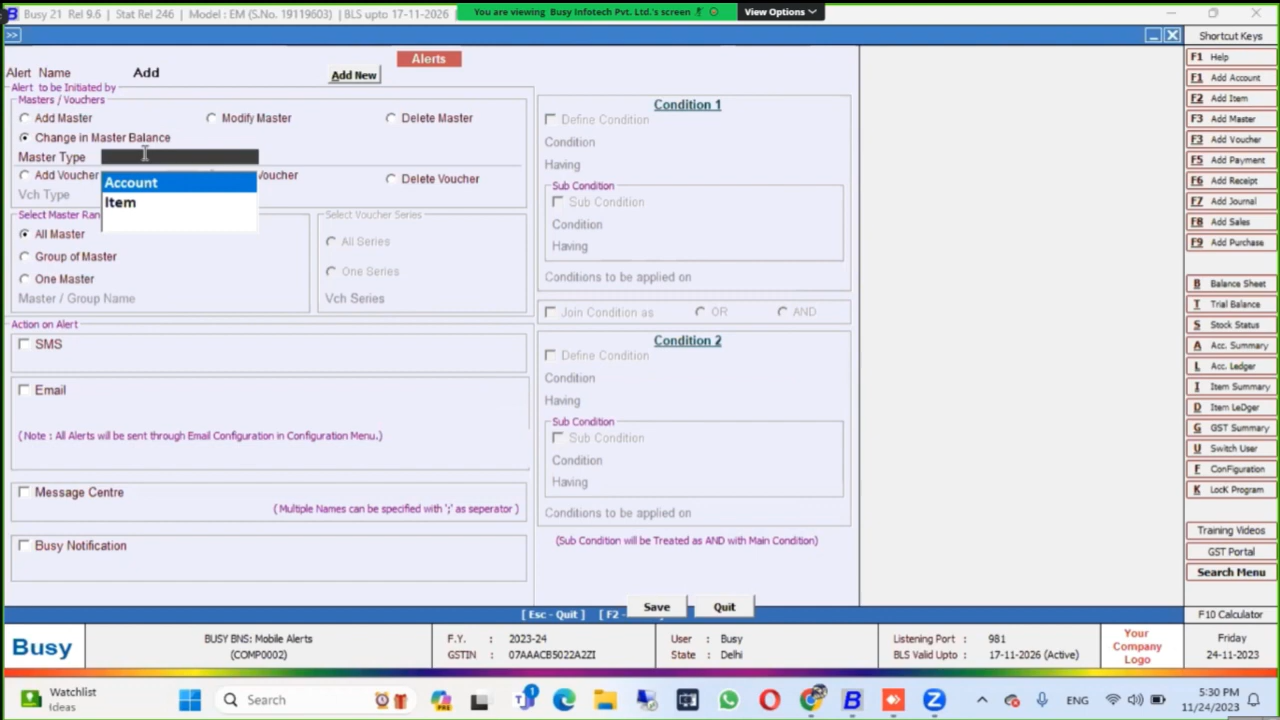 Busy 21 Rel 9.6 | Stat Rel 246 | Model : EM (S.No. 19119603) | BLS upto 17-11-2026
You are viewing Busy Infotech Pvt. Ltd.'s screen
View Options
>>
Shortcut Keys
Alerts
Alert Name Add
Add New
Alert to be Initiated by
Masters / Vouchers
Add Master Modify Master Delete Master
Change in Master Balance
Master Type
Add Voucher Voucher Delete Voucher
Account
Item
Vch Type
Select Master Ran
Select Voucher Series
All Master
Group of Master
One Master
Master / Group Name
All Series
One Series
Vch Series
Action on Alert
SMS
Email
(Note : All Alerts will be sent through Email Configuration in Configuration Menu.)
Message Centre
(Multiple Names can be specified with ';' as seperator )
Busy Notification
Condition 1
Define Condition
Condition
Having
Sub Condition
Sub Condition
Condition
Having
Conditions to be applied on
Join Condition as OR AND
Condition 2
Define Condition
Condition
Having
Sub Condition
Sub Condition
Condition
Having
Conditions to be applied on
(Sub Condition will be Treated as AND with Main Condition)
Save
Quit
[ Esc - Quit ] [ F2 -
F1 Help
F1 Add Account
F2 Add Item
F3 Add Master
F3 Add Voucher
F5 Add Payment
F6 Add Receipt
F7 Add Journal
F8 Add Sales
F9 Add Purchase
B Balance Sheet
T Trial Balance
S Stock Status
A Acc. Summary
L Acc. Ledger
I Item Summary
D Item LeDger
G GST Summary
U Switch User
F ConFiguration
K LocK Program
Training Videos
GST Portal
Search Menu
F10 Calculator
Busy
BUSY BNS: Mobile Alerts
(COMP0002)
F.Y. : 2023-24
GSTIN : 07AAACB5022A2ZI
User : Busy
State : Delhi
Listening Port : 981
BLS Valid Upto : 17-11-2026 (Active)
Your
Company
Logo
Friday
24-11-2023
Watchlist
Ideas
Search
ENG
5:30 PM
11/24/2023